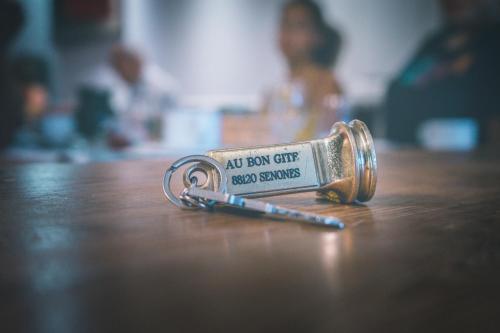 AU BON GITE
88120 SENONES